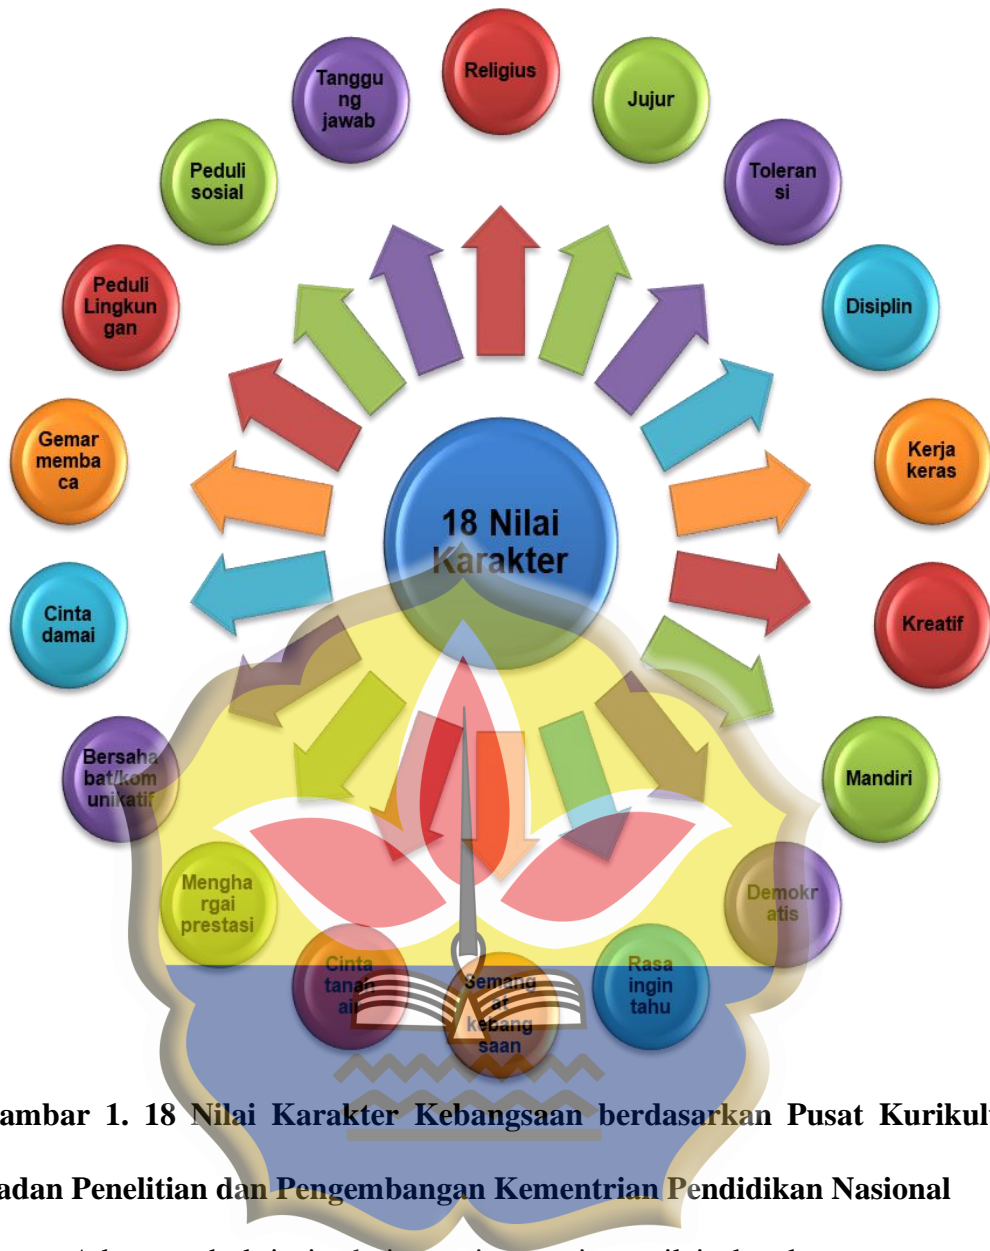 Religius
Jujur
Toleran
si
Disiplin
Kerja
keras
Kreatif
Mandiri
Demokr
atis
Rasa
ingin
tahu
Semang
at
kebang
saan
Cinta
tanah
air
Mengha
rgai
prestasi
Bersaha
bat/kom
unikatif
Cinta
damai
Gemar
memba
ca
Peduli
Lingkun
gan
Peduli
sosial
Tanggu
ng
jawab
18 Nilai
Karakter
ambar 1. 18 Nilai Karakter Kebangsaan berdasarkan Pusat Kurikul
adan Penelitian dan Pengembangan Kementrian Pendidikan Nasional